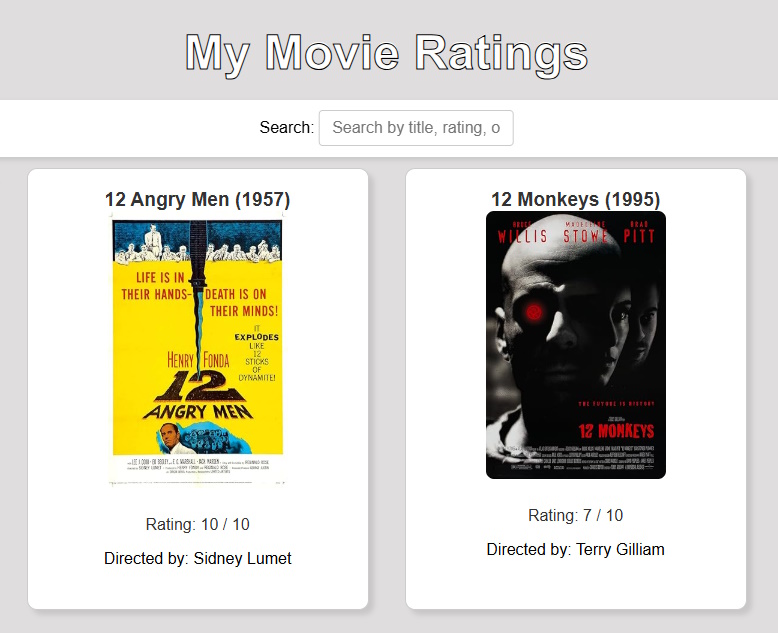 My Movie Ratings
Search: Search by title, rating, o
12 Angry Men (1957)
LIFE IS IN
THEIR HANDS- DEATH IS ON
THEIR MINDS!
IT
EXPLODES
LIKE
12
STICKS
OF
DYNAMITE!
HENRY FONDA
12
ANGRY MEN
Rating: 10 / 10
Directed by: Sidney Lumet
12 Monkeys (1995)
BRUCE MADELEINE BRAD
WILLIS STOWE PITT
THE FUTURE IS HISTORY
12 MONKEYS
Rating: 7 / 10
Directed by: Terry Gilliam